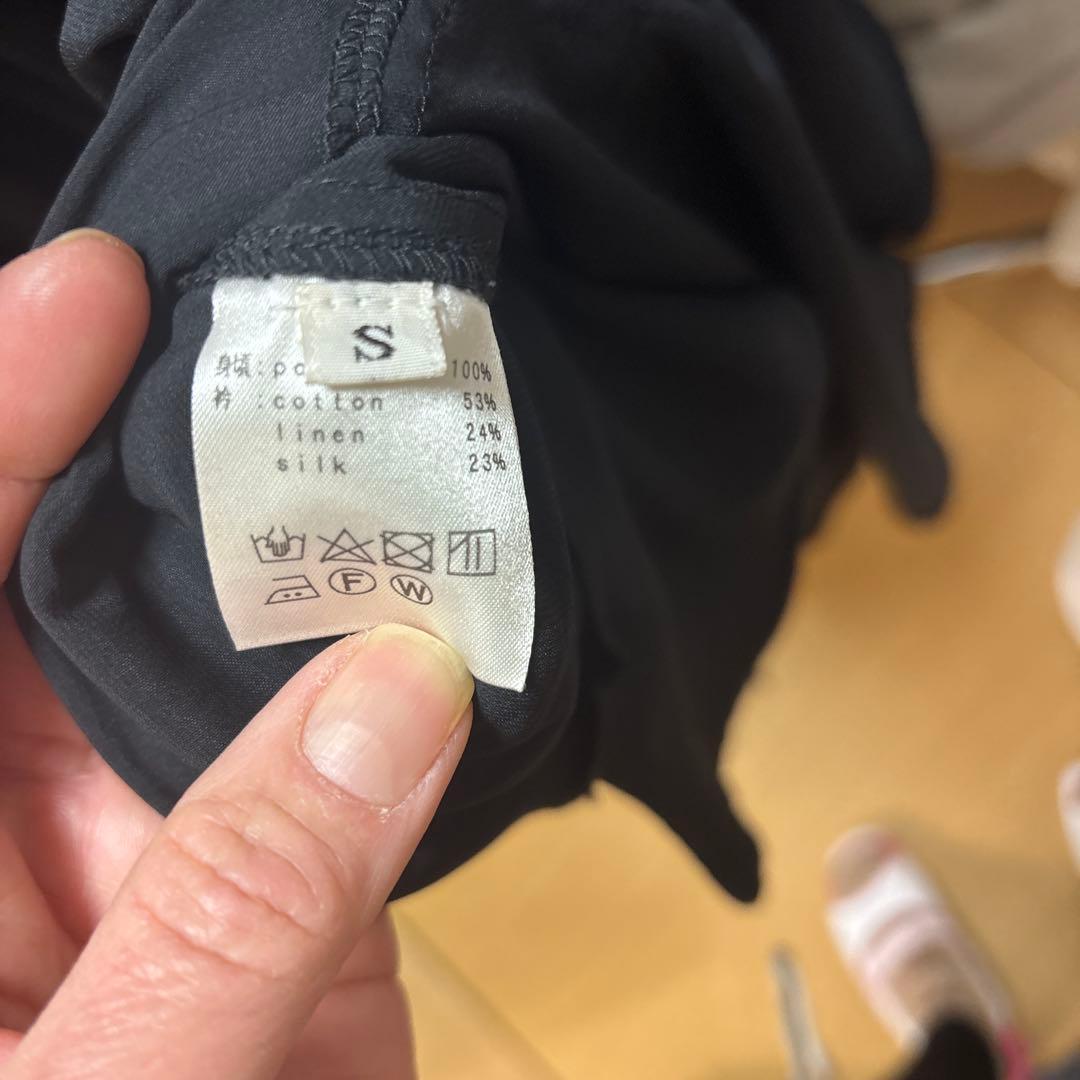 S
身頃:po 100%
衿 :cotton 53%
linen 24%
silk 23%
F W